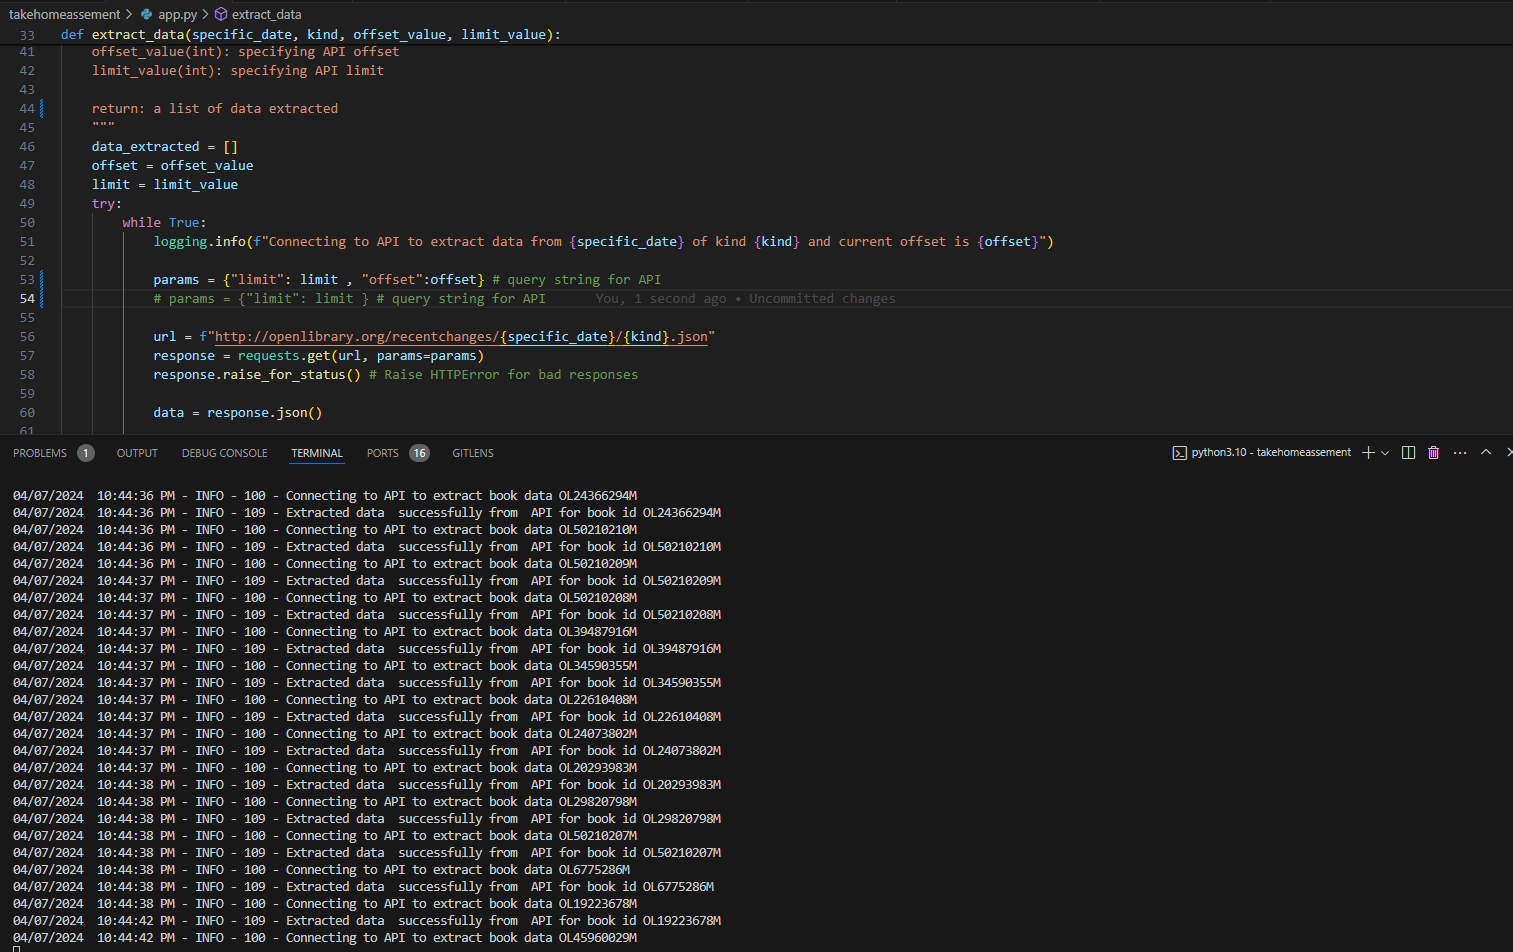 takehomeassement > app.py > extract_data
33 def extract_data(specific_date, kind, offset_value, limit_value):
41 offset_value(int): specifying API offset
42 limit_value(int): specifying API limit
43
44 return: a list of data extracted
45 """
46 data_extracted = []
47 offset = offset_value
48 limit = limit_value
49 try:
50 while True:
51 logging.info(f"Connecting to API to extract data from {specific_date} of kind {kind} and current offset is {offset}")
52
53 params = {"limit": limit , "offset":offset} # query string for API
54 # params = {"limit": limit } # query string for API You, 1 second ago • Uncommitted changes
55
56 url = f"http://openlibrary.org/recentchanges/{specific_date}/{kind}.json"
57 response = requests.get(url, params=params)
58 response.raise_for_status() # Raise HTTPError for bad responses
59
60 data = response.json()
61
PROBLEMS 1 OUTPUT DEBUG CONSOLE TERMINAL PORTS 16 GITLENS python3.10 - takehomeassement
04/07/2024 10:44:36 PM - INFO - 100 - Connecting to API to extract book data OL24366294M
04/07/2024 10:44:36 PM - INFO - 109 - Extracted data successfully from API for book id OL24366294M
04/07/2024 10:44:36 PM - INFO - 100 - Connecting to API to extract book data OL50210210M
04/07/2024 10:44:36 PM - INFO - 109 - Extracted data successfully from API for book id OL50210210M
04/07/2024 10:44:36 PM - INFO - 100 - Connecting to API to extract book data OL50210209M
04/07/2024 10:44:37 PM - INFO - 109 - Extracted data successfully from API for book id OL50210209M
04/07/2024 10:44:37 PM - INFO - 100 - Connecting to API to extract book data OL50210208M
04/07/2024 10:44:37 PM - INFO - 109 - Extracted data successfully from API for book id OL50210208M
04/07/2024 10:44:37 PM - INFO - 100 - Connecting to API to extract book data OL39487916M
04/07/2024 10:44:37 PM - INFO - 109 - Extracted data successfully from API for book id OL39487916M
04/07/2024 10:44:37 PM - INFO - 100 - Connecting to API to extract book data OL34590355M
04/07/2024 10:44:37 PM - INFO - 109 - Extracted data successfully from API for book id OL34590355M
04/07/2024 10:44:37 PM - INFO - 100 - Connecting to API to extract book data OL22610408M
04/07/2024 10:44:37 PM - INFO - 109 - Extracted data successfully from API for book id OL22610408M
04/07/2024 10:44:37 PM - INFO - 100 - Connecting to API to extract book data OL24073802M
04/07/2024 10:44:37 PM - INFO - 109 - Extracted data successfully from API for book id OL24073802M
04/07/2024 10:44:37 PM - INFO - 100 - Connecting to API to extract book data OL20293983M
04/07/2024 10:44:38 PM - INFO - 109 - Extracted data successfully from API for book id OL20293983M
04/07/2024 10:44:38 PM - INFO - 100 - Connecting to API to extract book data OL29820798M
04/07/2024 10:44:38 PM - INFO - 109 - Extracted data successfully from API for book id OL29820798M
04/07/2024 10:44:38 PM - INFO - 100 - Connecting to API to extract book data OL50210207M
04/07/2024 10:44:38 PM - INFO - 109 - Extracted data successfully from API for book id OL50210207M
04/07/2024 10:44:38 PM - INFO - 100 - Connecting to API to extract book data OL6775286M
04/07/2024 10:44:38 PM - INFO - 109 - Extracted data successfully from API for book id OL6775286M
04/07/2024 10:44:38 PM - INFO - 100 - Connecting to API to extract book data OL19223678M
04/07/2024 10:44:42 PM - INFO - 109 - Extracted data successfully from API for book id OL19223678M
04/07/2024 10:44:42 PM - INFO - 100 - Connecting to API to extract book data OL45960029M